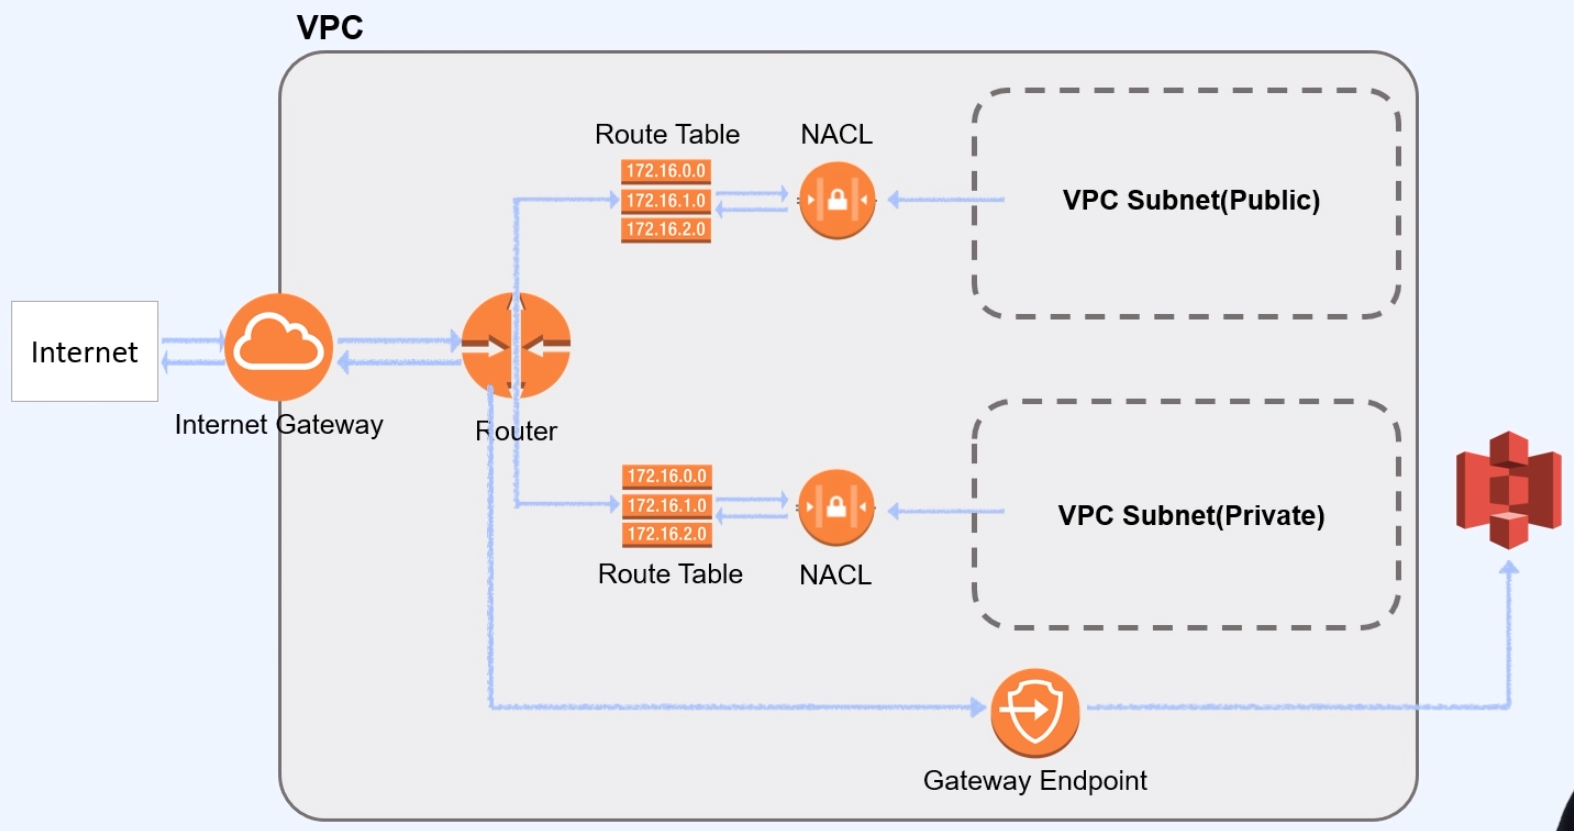 VPC
Route Table
NACL
172.16.0.0
172.16.1.0
172.16.2.0
VPC Subnet(Public)
Internet
Internet Gateway
Router
172.16.0.0
172.16.1.0
172.16.2.0
Route Table
NACL
VPC Subnet(Private)
Gateway Endpoint